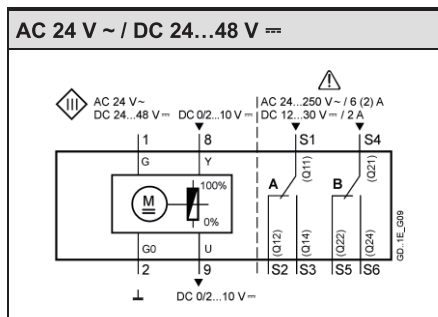 AC 24 V ~ / DC 24...48 V ⎓
III
AC 24 V~
DC 24...48 V ⎓
DC 0/2...10 V ⎓
AC 24...250 V~ / 6 (2) A
DC 12...30 V ⎓ / 2 A
1
8
S1
S4
G
Y
(Q11)
(Q21)
100%
A
B
M
0%
G0
U
(Q12)
(Q14)
(Q22)
(Q24)
GD..1E_G09
2
9
S2
S3
S5
S6
DC 0/2...10 V ⎓